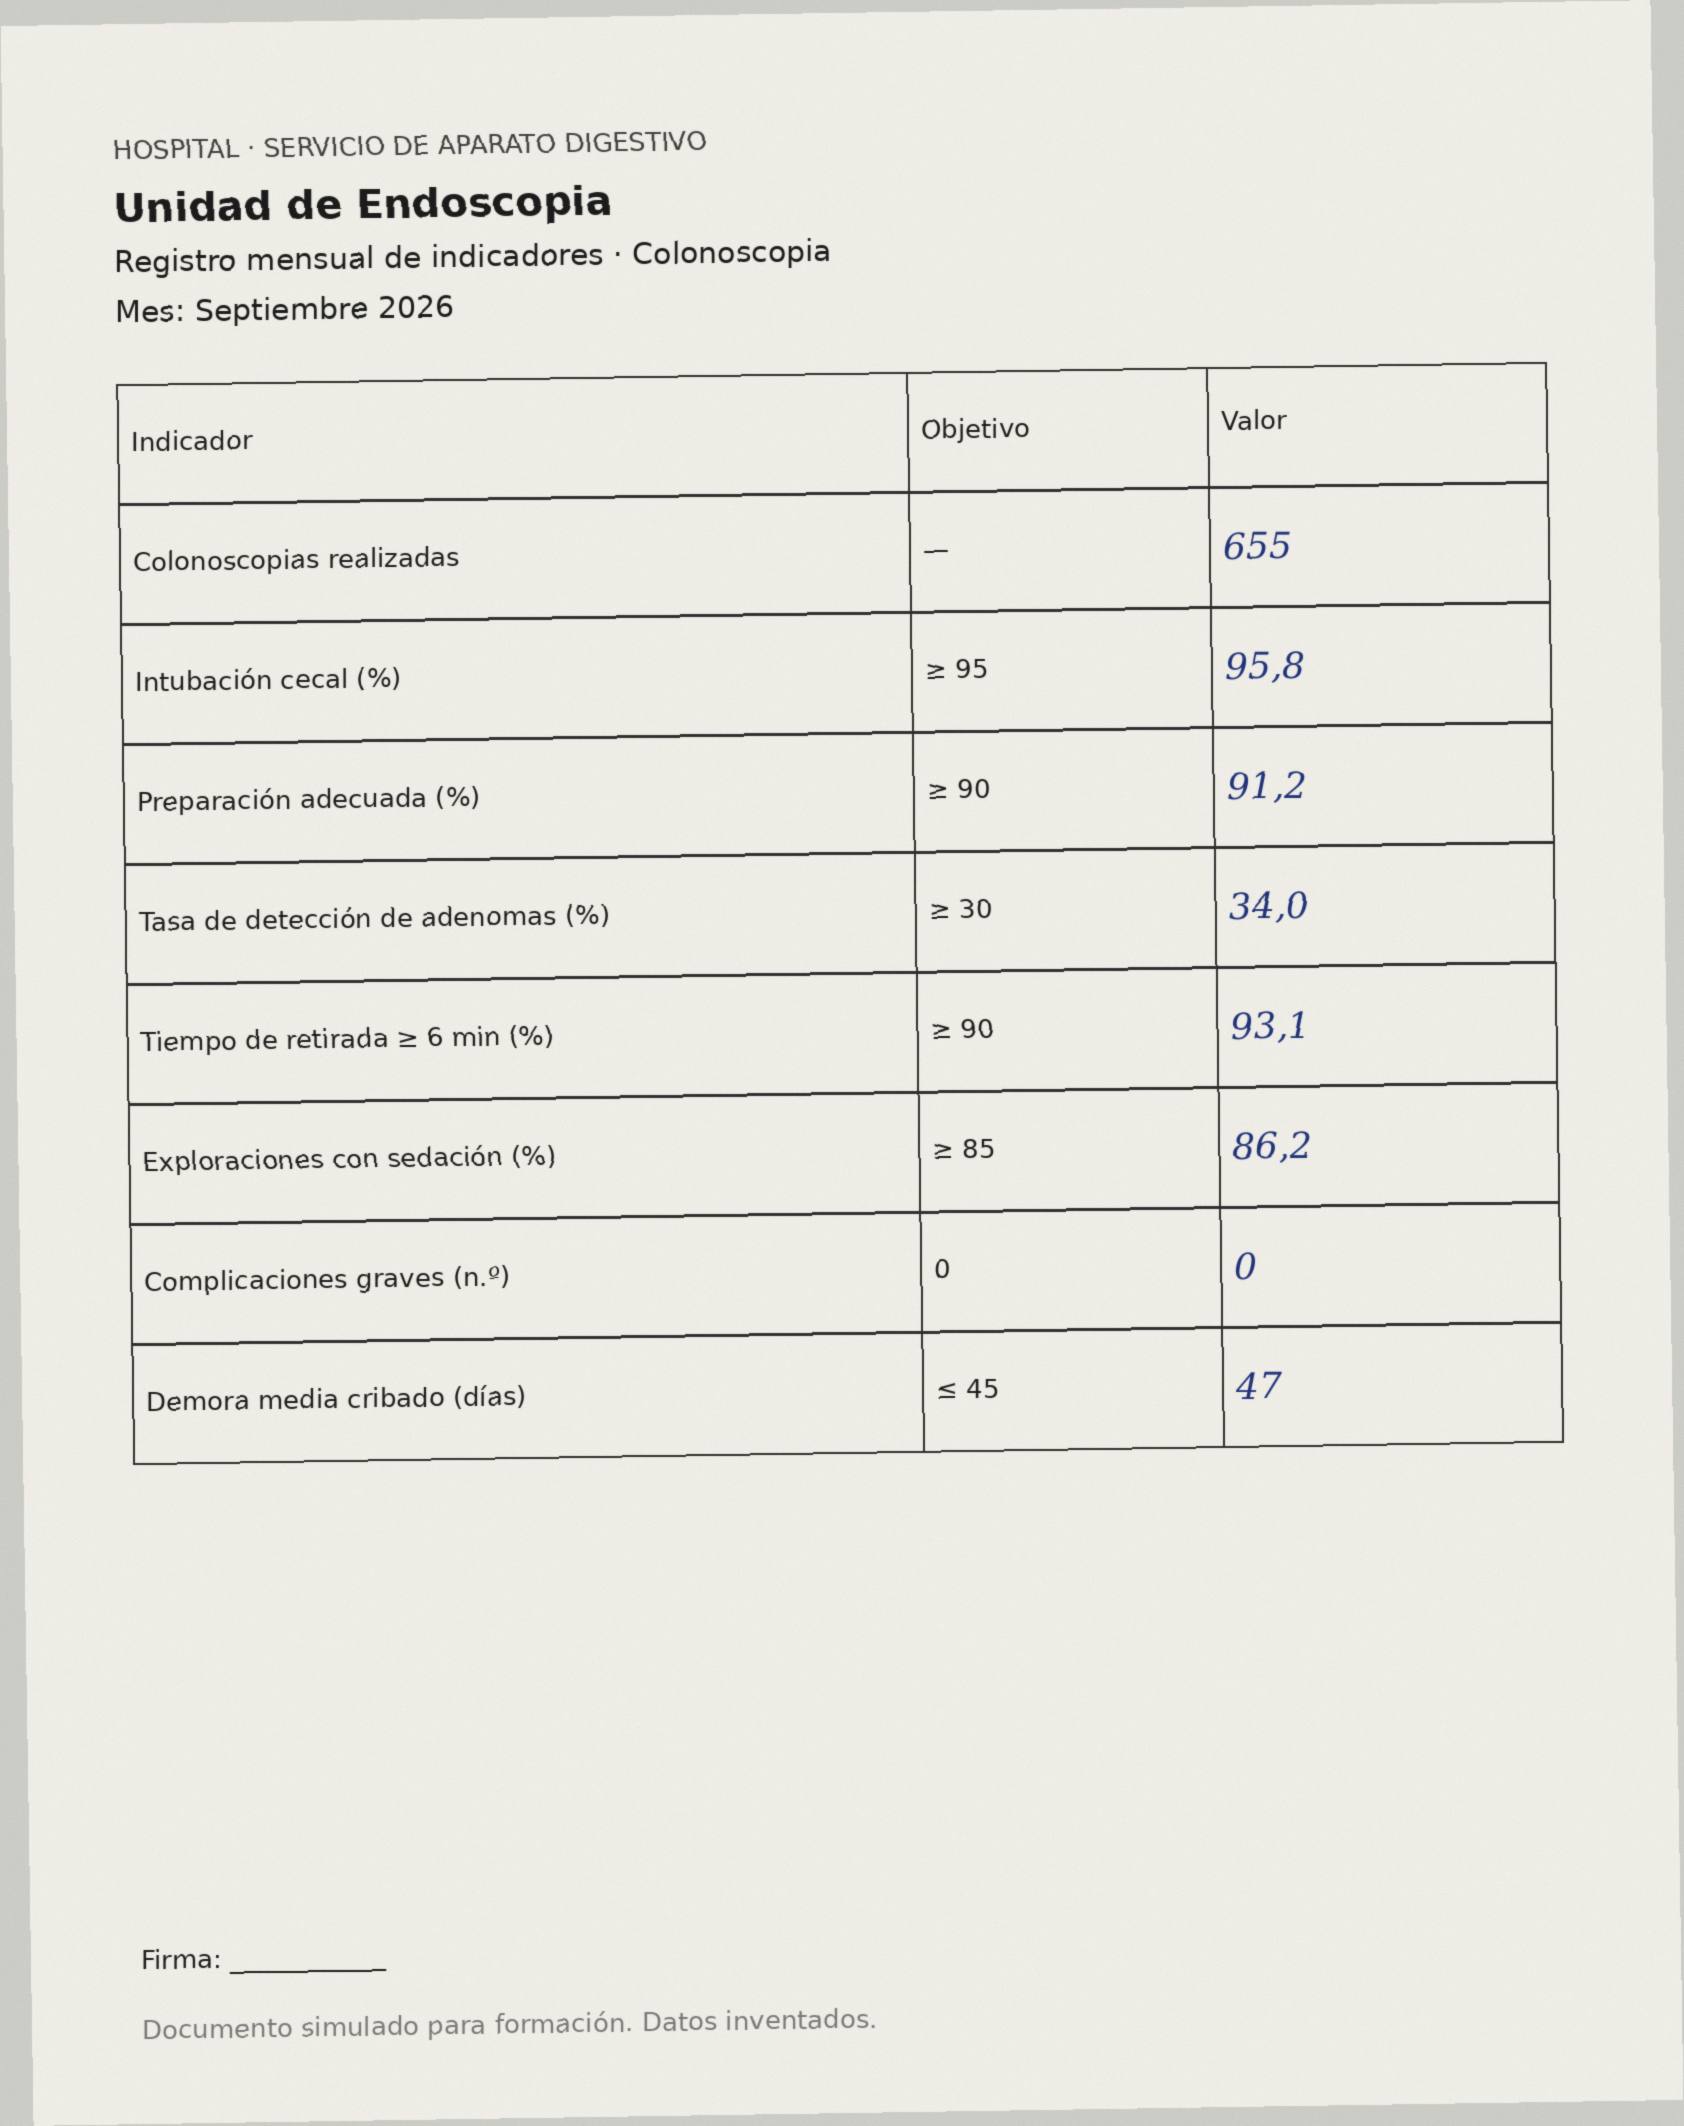 HOSPITAL · SERVICIO DE APARATO DIGESTIVO
Unidad de Endoscopia
Registro mensual de indicadores · Colonoscopia
Mes: Septiembre 2026
Indicador Objetivo Valor
Colonoscopias realizadas — 655
Intubación cecal (%) ≥ 95 95,8
Preparación adecuada (%) ≥ 90 91,2
Tasa de detección de adenomas (%) ≥ 30 34,0
Tiempo de retirada ≥ 6 min (%) ≥ 90 93,1
Exploraciones con sedación (%) ≥ 85 86,2
Complicaciones graves (n.º) 0 0
Demora media cribado (días) ≤ 45 47
Firma: ____________
Documento simulado para formación. Datos inventados.